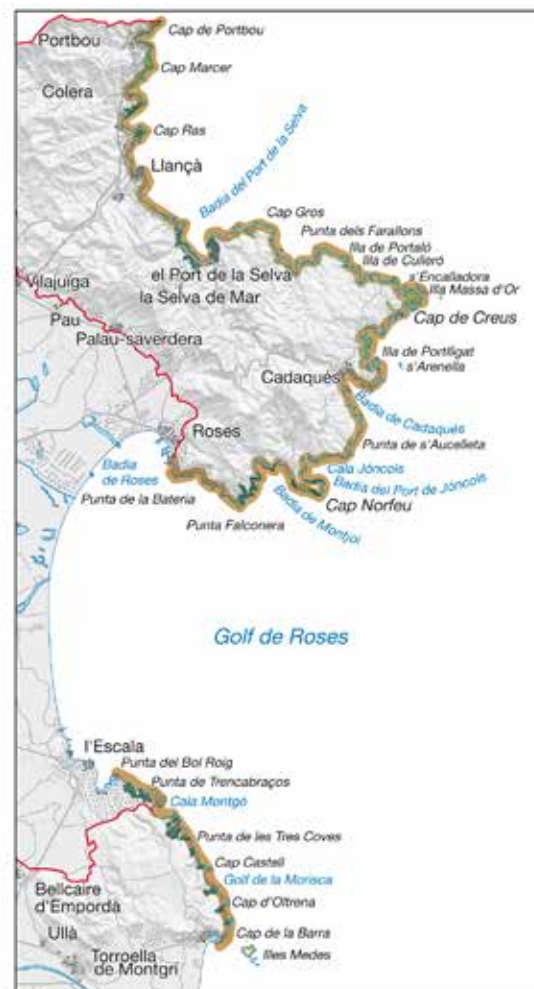 Cap de Portbou
Portbou
Cap Marcer
Colera
Cap Ras
Llançà
Badia del Port de la Selva
Cap Gros
Punta dels Farallons
Illa de Portaló
Illa de Culleró
el Port de la Selva
s'Encalladora
la Selva de Mar
Illa Massa d'Or
Vilajuïga
Cap de Creus
Pau
Palau-saverdera
Illa de Portlligat
s'Arenella
Cadaqués
Badia de Cadaqués
Roses
Punta de s'Aucelleta
Badia
de Roses
Cala Jóncols
Badia del Port de Jóncols
Punta de la Bateria
Cap Norfeu
Badia de Montjoi
Punta Falconera
Golf de Roses
l'Escala
Punta del Bol Roig
Punta de Trencabraços
Cala Montgó
Punta de les Tres Coves
Cap Castell
Golf de la Morisca
Bellcaire
d'Empordà
Cap d'Oltrena
Ullà
Cap de la Barra
Illes Medes
Torroella
de Montgrí